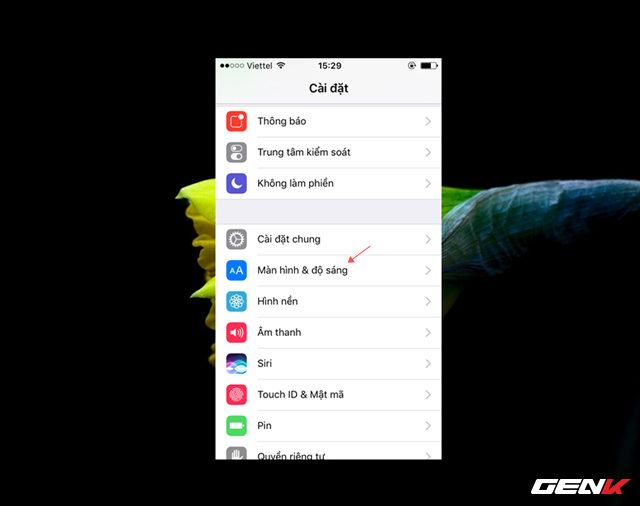 Viettel 15:29
Cài đặt
Thông báo
Trung tâm kiểm soát
Không làm phiền
Cài đặt chung
Màn hình & độ sáng
Hình nền
Âm thanh
Siri
Touch ID & Mật mã
Pin
Quyền riêng tư
GENK